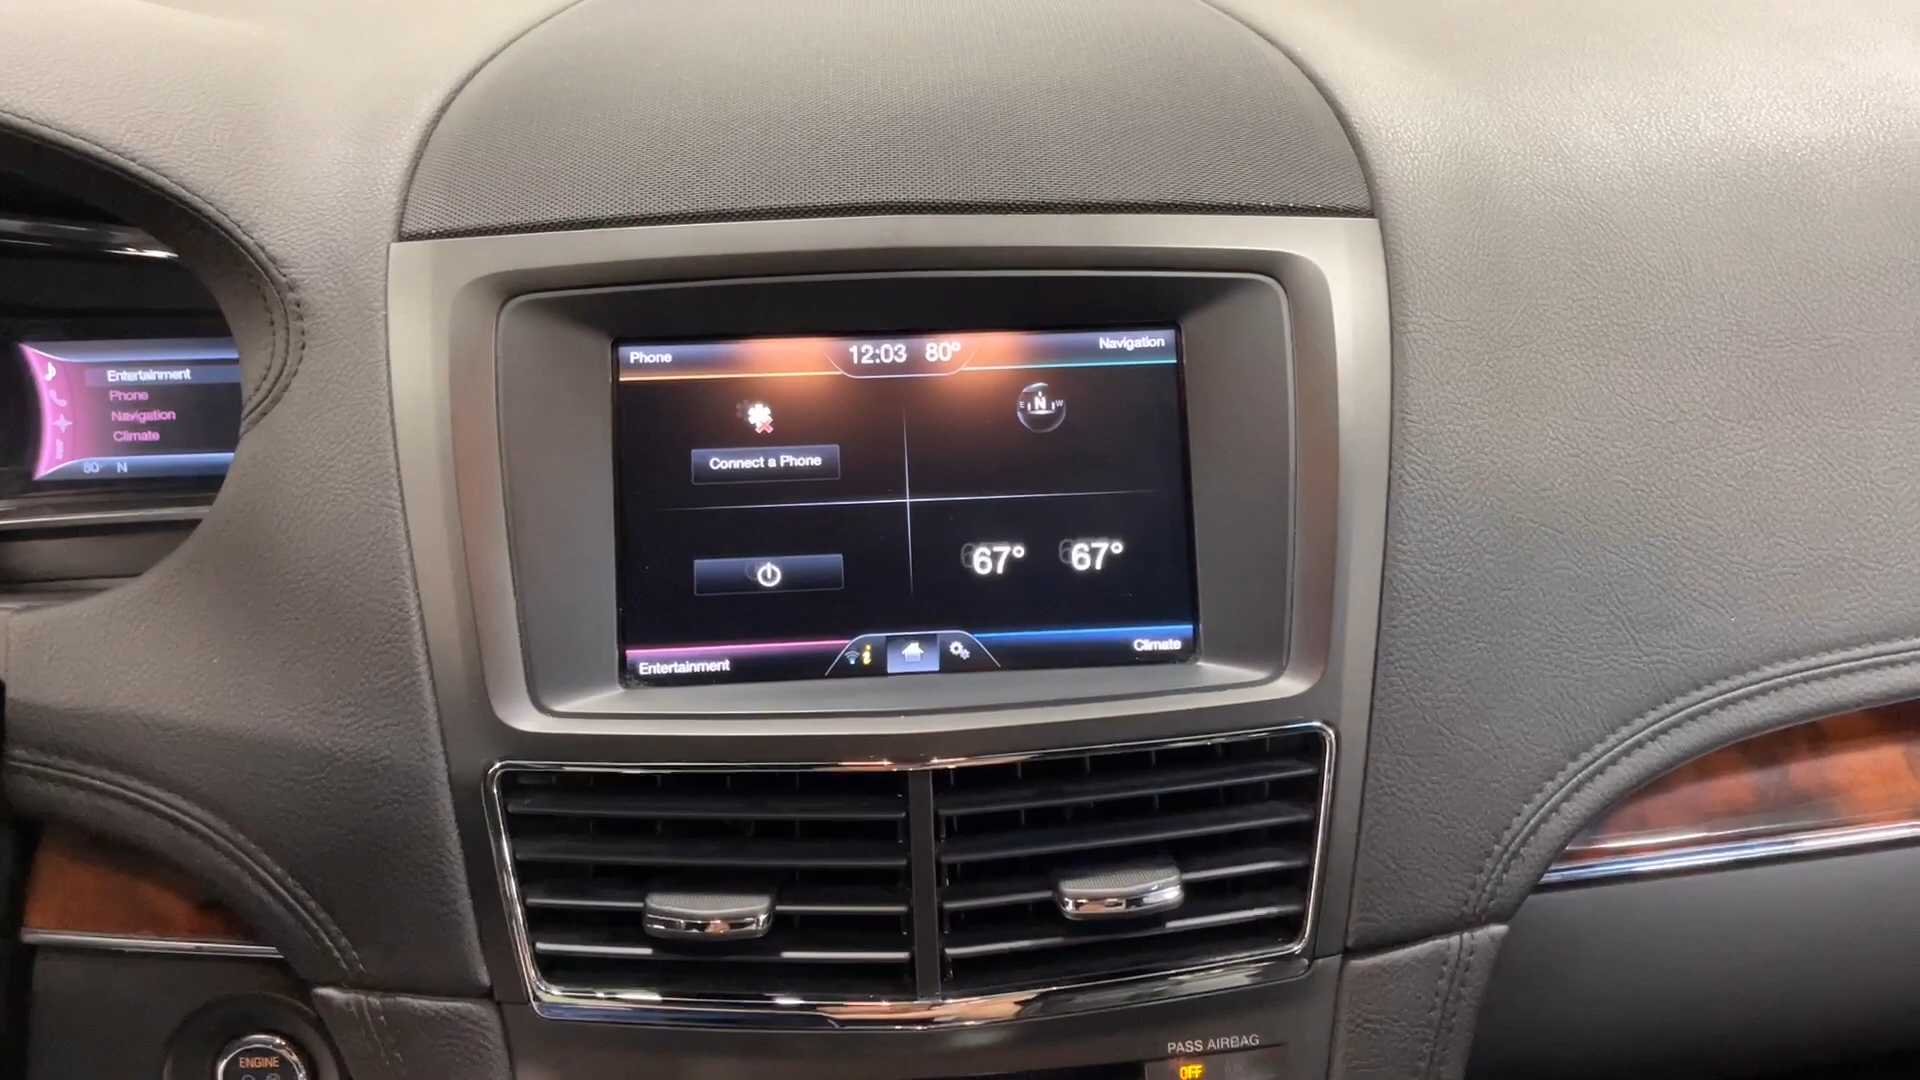 Entertainment
Phone
Navigation
Climate
80° N
Phone
12:03 80°
Navigation
E N W
Connect a Phone
67° 67°
Entertainment
Climate
ENGINE
PASS AIRBAG
OFF